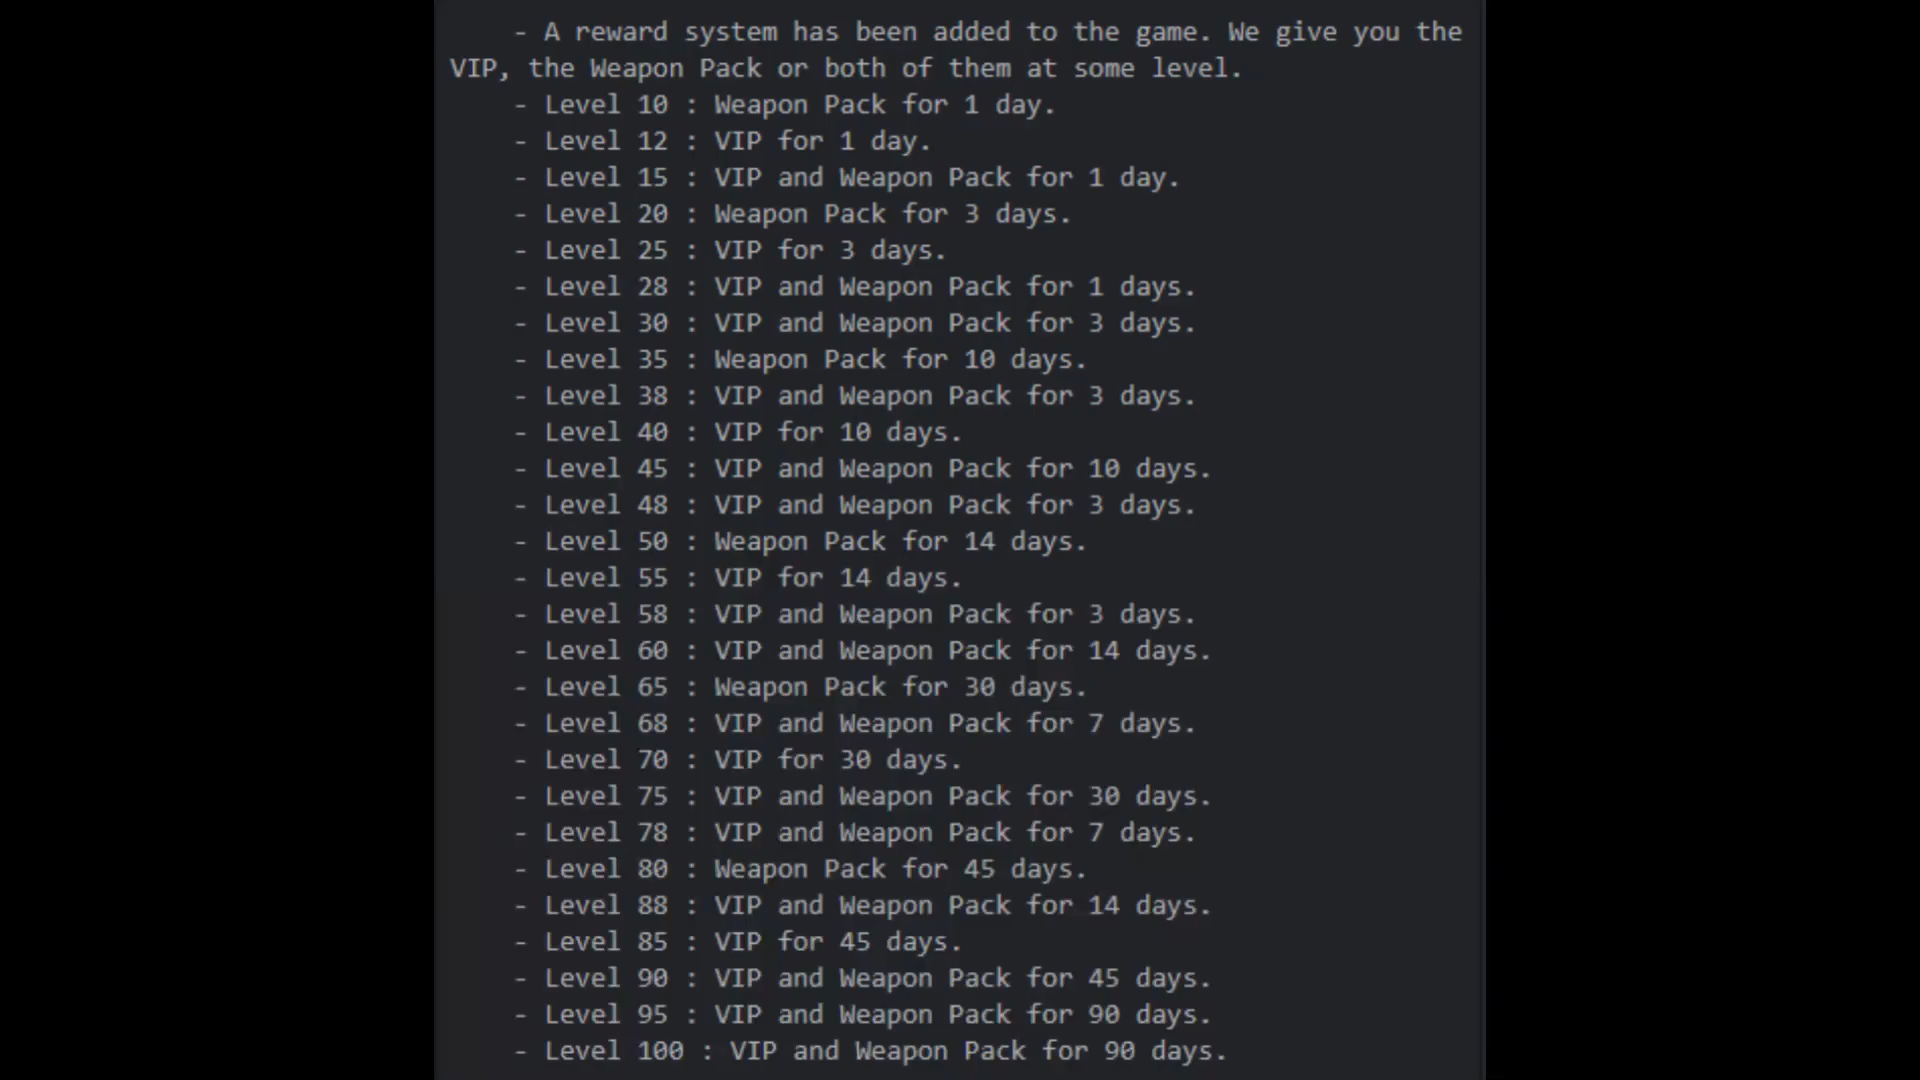 - A reward system has been added to the game. We give you the
VIP, the Weapon Pack or both of them at some level.
- Level 10 : Weapon Pack for 1 day.
- Level 12 : VIP for 1 day.
- Level 15 : VIP and Weapon Pack for 1 day.
- Level 20 : Weapon Pack for 3 days.
- Level 25 : VIP for 3 days.
- Level 28 : VIP and Weapon Pack for 1 days.
- Level 30 : VIP and Weapon Pack for 3 days.
- Level 35 : Weapon Pack for 10 days.
- Level 38 : VIP and Weapon Pack for 3 days.
- Level 40 : VIP for 10 days.
- Level 45 : VIP and Weapon Pack for 10 days.
- Level 48 : VIP and Weapon Pack for 3 days.
- Level 50 : Weapon Pack for 14 days.
- Level 55 : VIP for 14 days.
- Level 58 : VIP and Weapon Pack for 3 days.
- Level 60 : VIP and Weapon Pack for 14 days.
- Level 65 : Weapon Pack for 30 days.
- Level 68 : VIP and Weapon Pack for 7 days.
- Level 70 : VIP for 30 days.
- Level 75 : VIP and Weapon Pack for 30 days.
- Level 78 : VIP and Weapon Pack for 7 days.
- Level 80 : Weapon Pack for 45 days.
- Level 88 : VIP and Weapon Pack for 14 days.
- Level 85 : VIP for 45 days.
- Level 90 : VIP and Weapon Pack for 45 days.
- Level 95 : VIP and Weapon Pack for 90 days.
- Level 100 : VIP and Weapon Pack for 90 days.